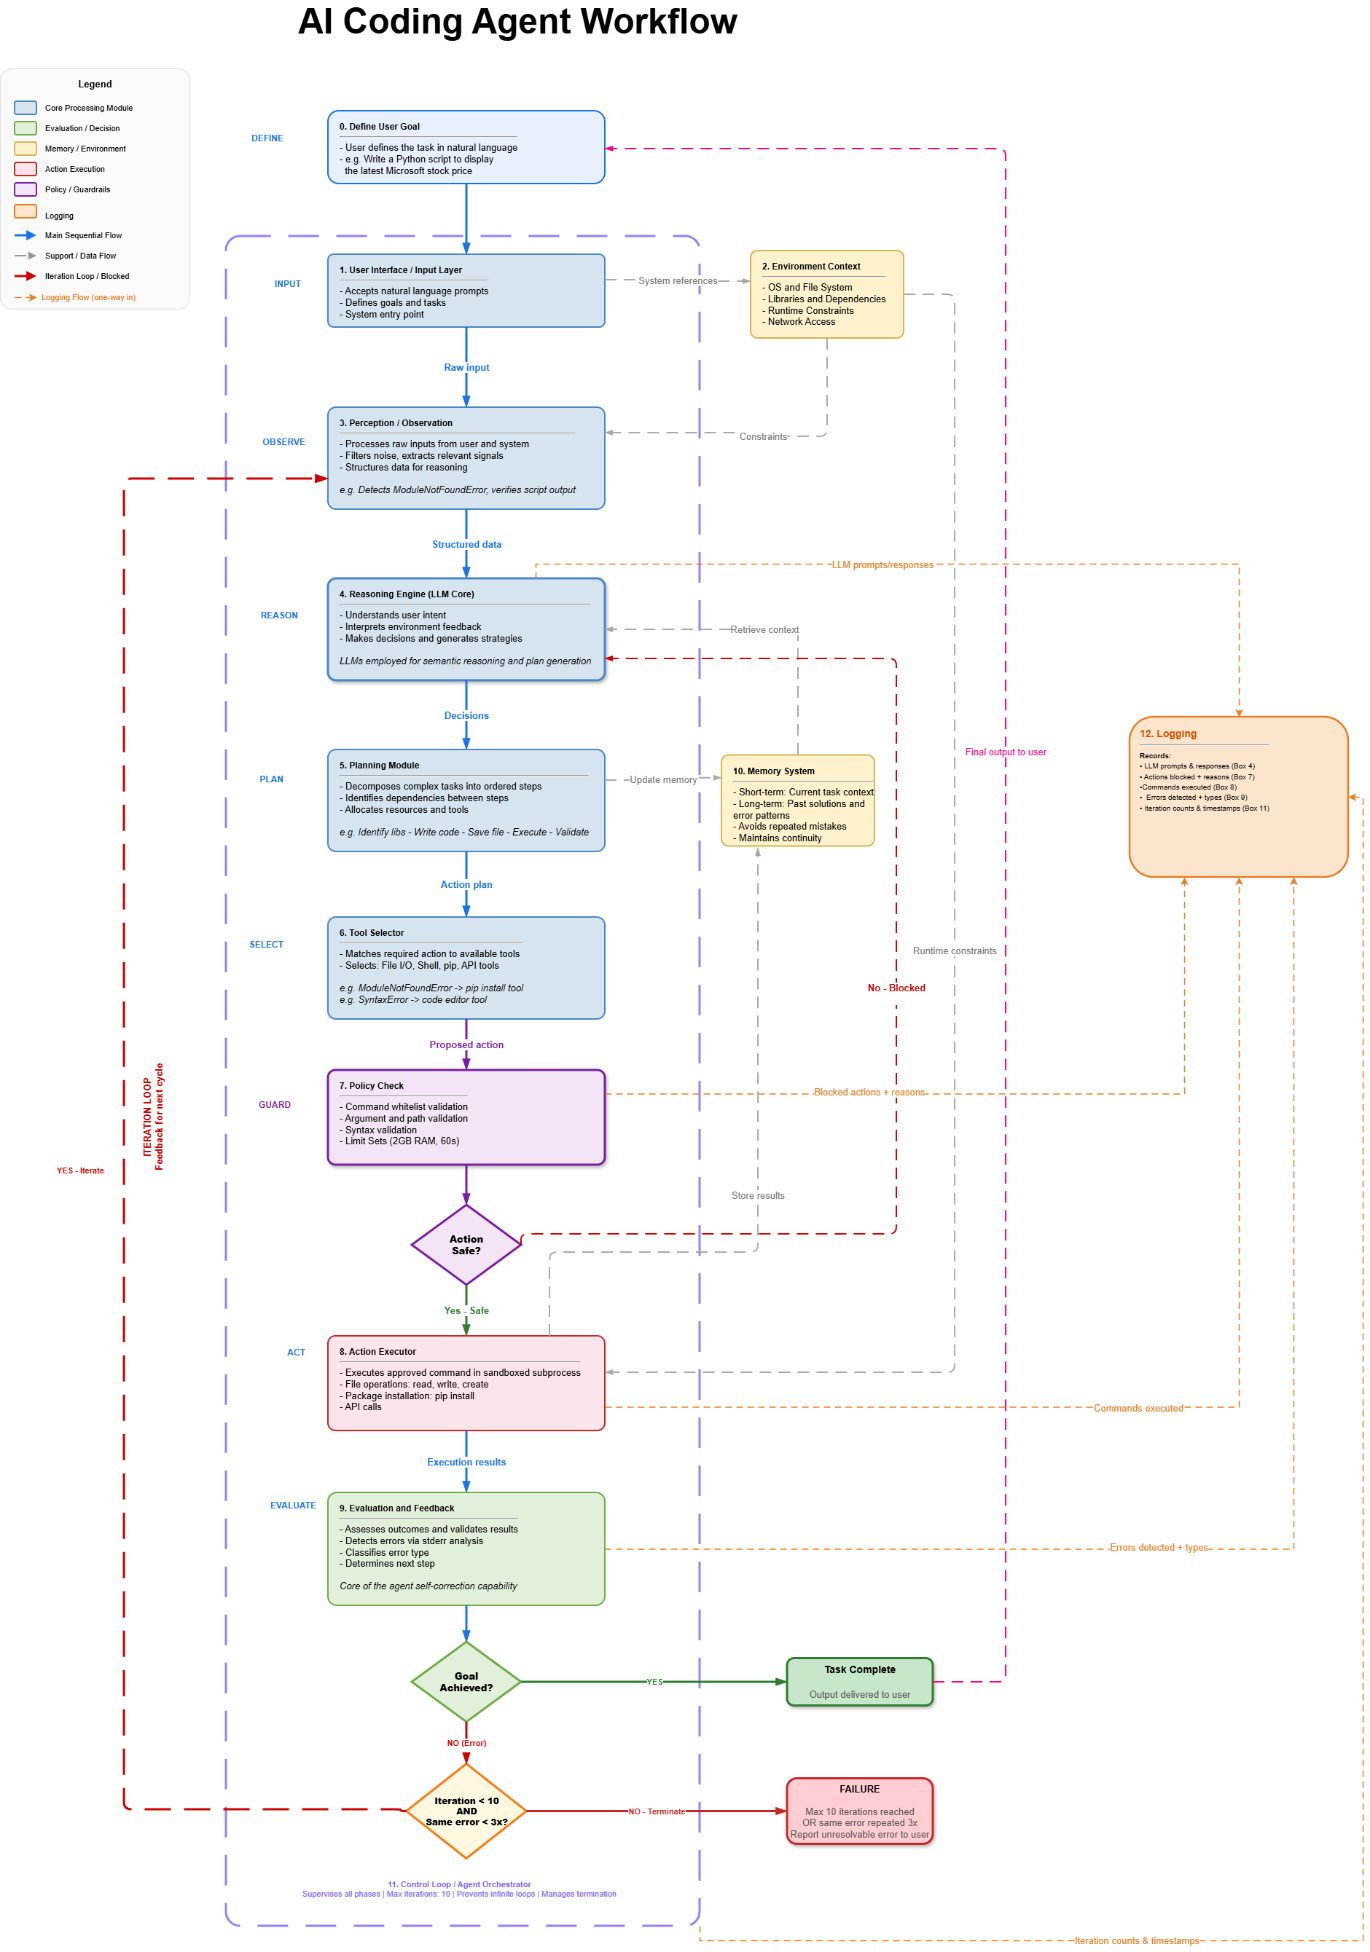 AI Coding Agent Workflow
Legend
Core Processing Module
Evaluation / Decision
Memory / Environment
Action Execution
Policy / Guardrails
Logging
Main Sequential Flow
Support / Data Flow
Iteration Loop / Blocked
Logging Flow (one-way in)
DEFINE
0. Define User Goal
- User defines the task in natural language
- e.g. Write a Python script to display
the latest Microsoft stock price
INPUT
1. User Interface / Input Layer
- Accepts natural language prompts
- Defines goals and tasks
- System entry point
System references
2. Environment Context
- OS and File System
- Libraries and Dependencies
- Runtime Constraints
- Network Access
Raw input
OBSERVE
3. Perception / Observation
- Processes raw inputs from user and system
- Filters noise, extracts relevant signals
- Structures data for reasoning
e.g. Detects ModuleNotFoundError, verifies script output
Constraints
Structured data
LLM prompts/responses
REASON
4. Reasoning Engine (LLM Core)
- Understands user intent
- Interprets environment feedback
- Makes decisions and generates strategies
LLMs employed for semantic reasoning and plan generation
Retrieve context
Decisions
Final output to user
PLAN
5. Planning Module
- Decomposes complex tasks into ordered steps
- Identifies dependencies between steps
- Allocates resources and tools
e.g. Identify libs - Write code - Save file - Execute - Validate
Update memory
10. Memory System
- Short-term: Current task context
- Long-term: Past solutions and
error patterns
- Avoids repeated mistakes
- Maintains continuity
12. Logging
Records:
• LLM prompts & responses (Box 4)
• Actions blocked + reasons (Box 7)
•Commands executed (Box 8)
• Errors detected + types (Box 9)
• Iteration counts & timestamps (Box 11)
Action plan
SELECT
6. Tool Selector
- Matches required action to available tools
- Selects: File I/O, Shell, pip, API tools
e.g. ModuleNotFoundError -> pip install tool
e.g. SyntaxError -> code editor tool
Runtime constraints
No - Blocked
Proposed action
GUARD
7. Policy Check
- Command whitelist validation
- Argument and path validation
- Syntax validation
- Limit Sets (2GB RAM, 60s)
Blocked actions + reasons
ITERATION LOOP
Feedback for next cycle
YES - Iterate
Store results
Action
Safe?
Yes - Safe
ACT
8. Action Executor
- Executes approved command in sandboxed subprocess
- File operations: read, write, create
- Package installation: pip install
- API calls
Commands executed
Execution results
EVALUATE
9. Evaluation and Feedback
- Assesses outcomes and validates results
- Detects errors via stderr analysis
- Classifies error type
- Determines next step
Core of the agent self-correction capability
Errors detected + types
Goal
Achieved?
YES
Task Complete
Output delivered to user
NO (Error)
Iteration < 10
AND
Same error < 3x?
NO - Terminate
FAILURE
Max 10 iterations reached
OR same error repeated 3x
Report unresolvable error to user
11. Control Loop / Agent Orchestrator
Supervises all phases | Max iterations: 10 | Prevents infinite loops | Manages termination
Iteration counts & timestamps